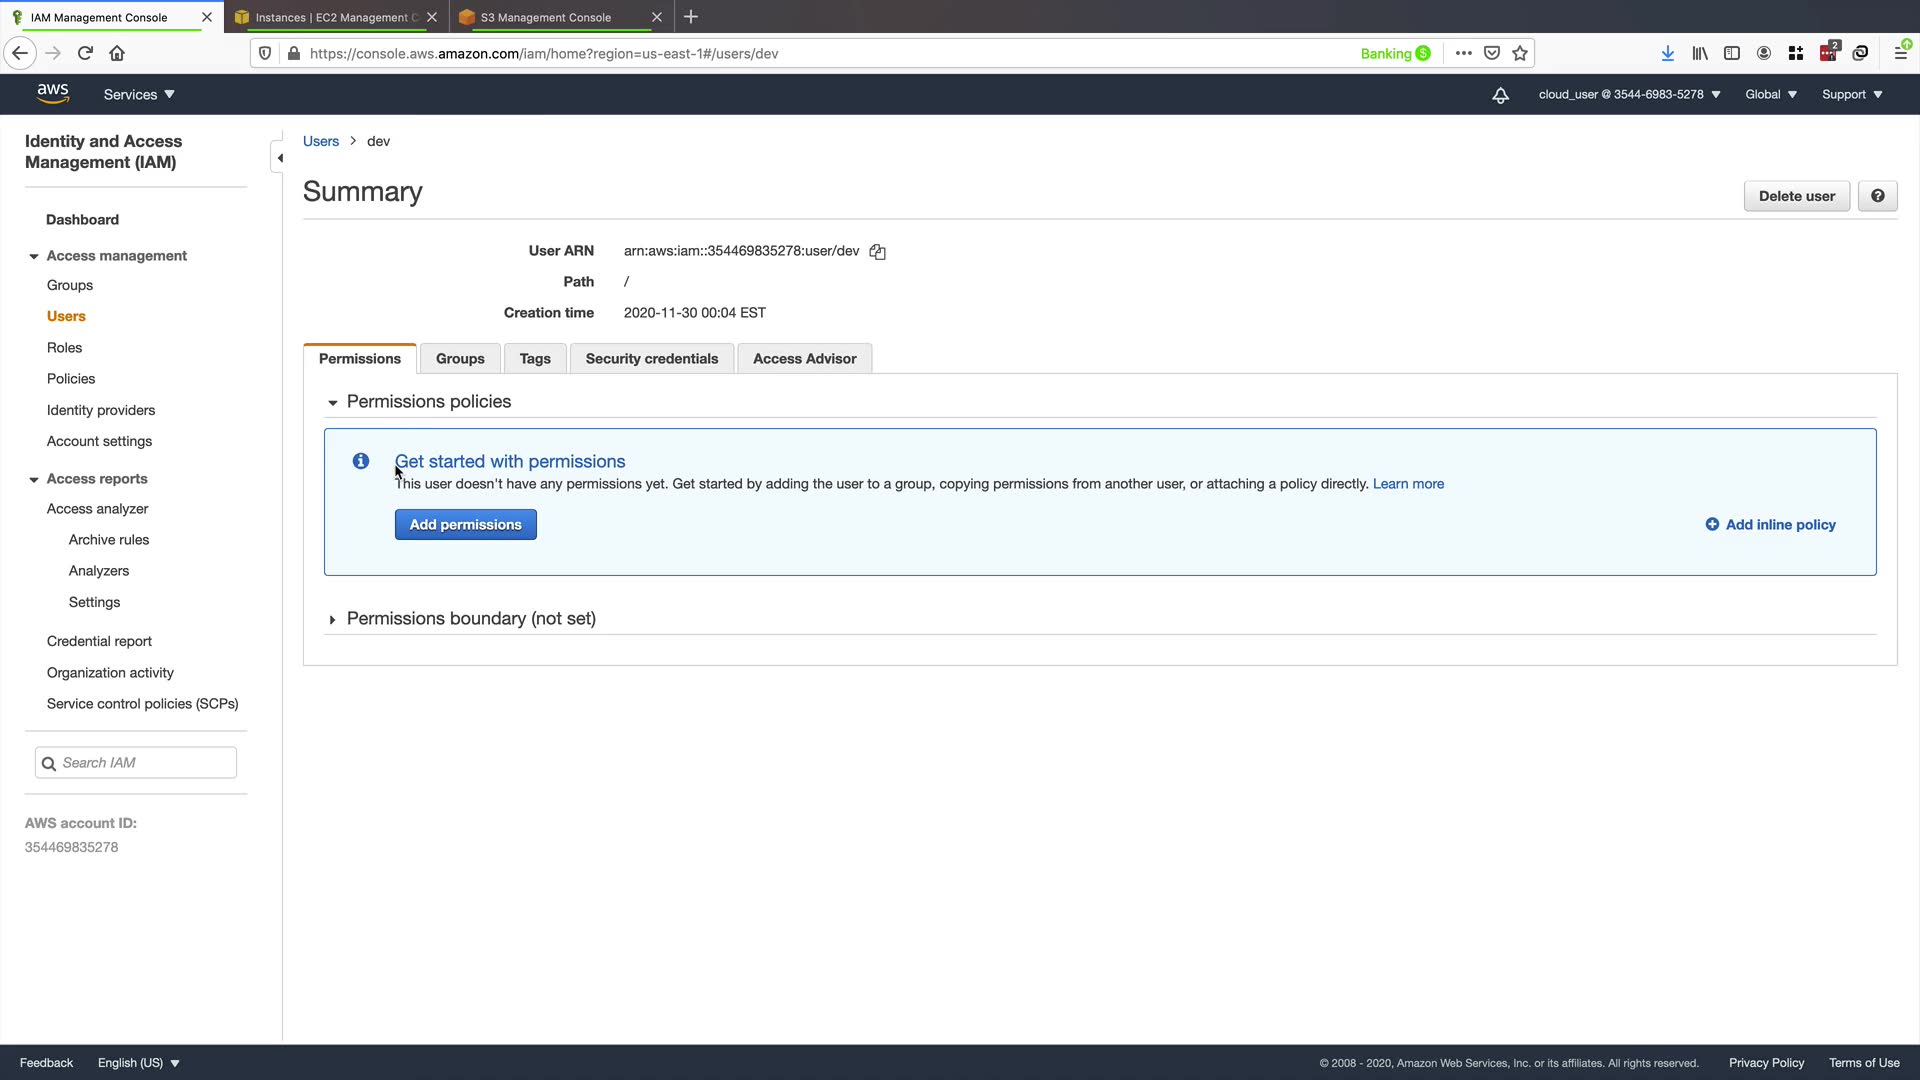 IAM Management Console
Instances | EC2 Management C
S3 Management Console
https://console.aws.amazon.com/iam/home?region=us-east-1#/users/dev
Banking
2
aws
Services
cloud_user @ 3544-6983-5278
Global
Support
Identity and Access
Management (IAM)
Dashboard
Access management
Groups
Users
Roles
Policies
Identity providers
Account settings
Access reports
Access analyzer
Archive rules
Analyzers
Settings
Credential report
Organization activity
Service control policies (SCPs)
Search IAM
AWS account ID:
354469835278
Users > dev
Summary
Delete user
?
User ARN arn:aws:iam::354469835278:user/dev
Path /
Creation time 2020-11-30 00:04 EST
Permissions
Groups
Tags
Security credentials
Access Advisor
Permissions policies
Get started with permissions
This user doesn't have any permissions yet. Get started by adding the user to a group, copying permissions from another user, or attaching a policy directly. Learn more
Add permissions
Add inline policy
Permissions boundary (not set)
Feedback
English (US)
© 2008 - 2020, Amazon Web Services, Inc. or its affiliates. All rights reserved.
Privacy Policy
Terms of Use